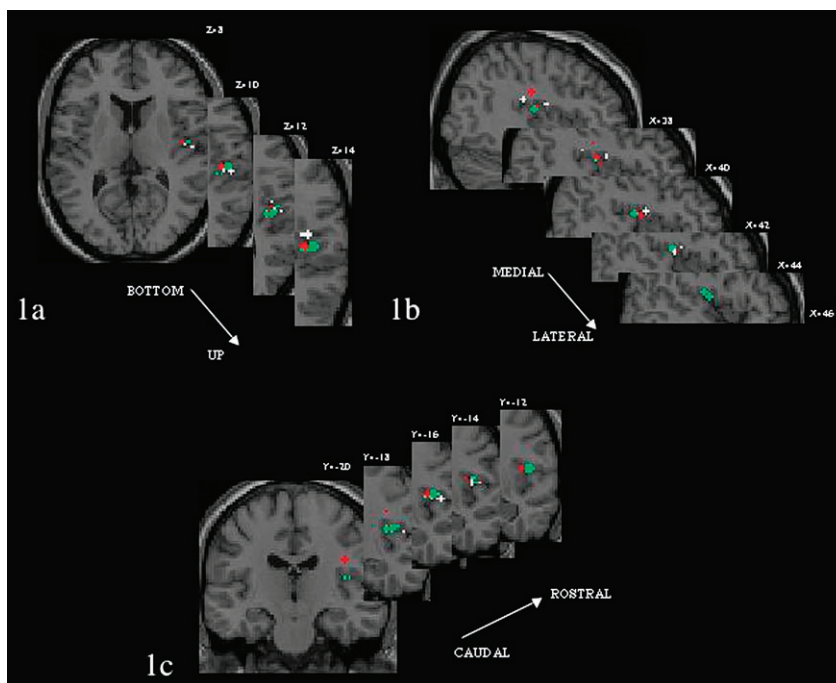 Z=8
Z=10
Z=12
Z=14
BOTTOM
UP
1a
X=38
X=40
X=42
X=44
X=46
MEDIAL
LATERAL
1b
Y=-12
Y=-14
Y=-16
Y=-18
Y=-20
ROSTRAL
CAUDAL
1c